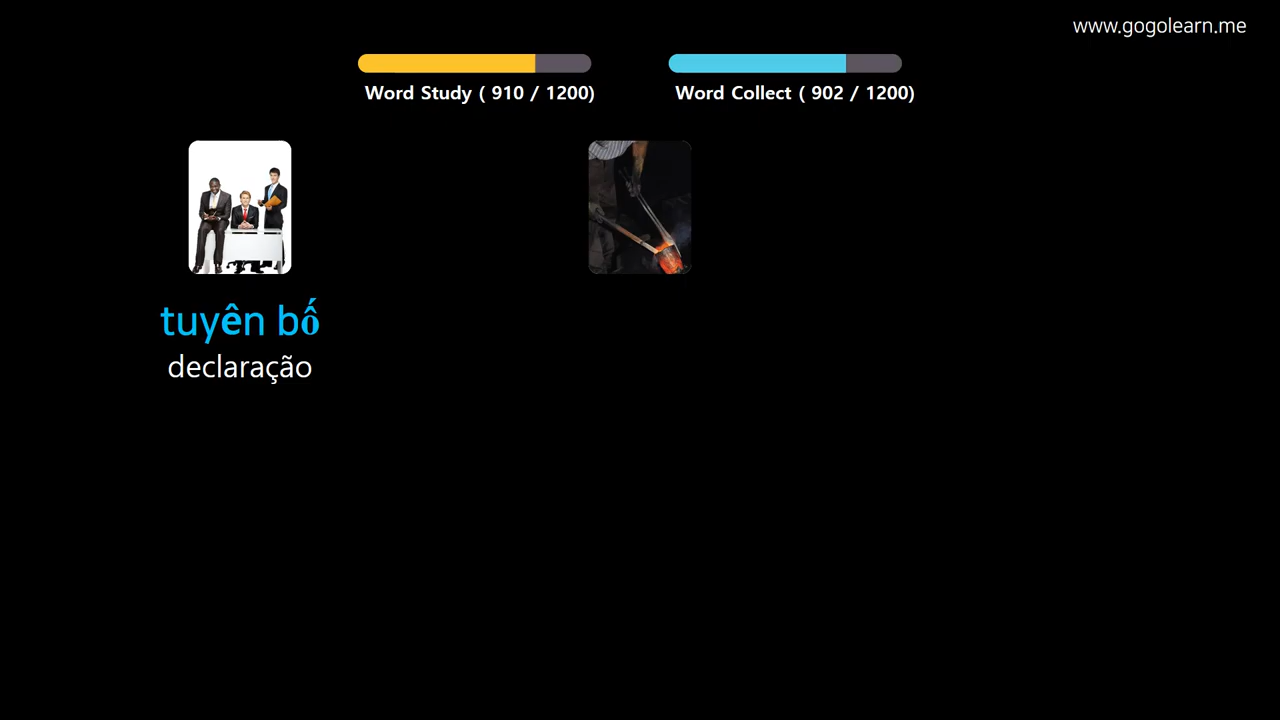 www.gogolearn.me
Word Study ( 910 / 1200)
Word Collect ( 902 / 1200)
tuyên bố
declaração